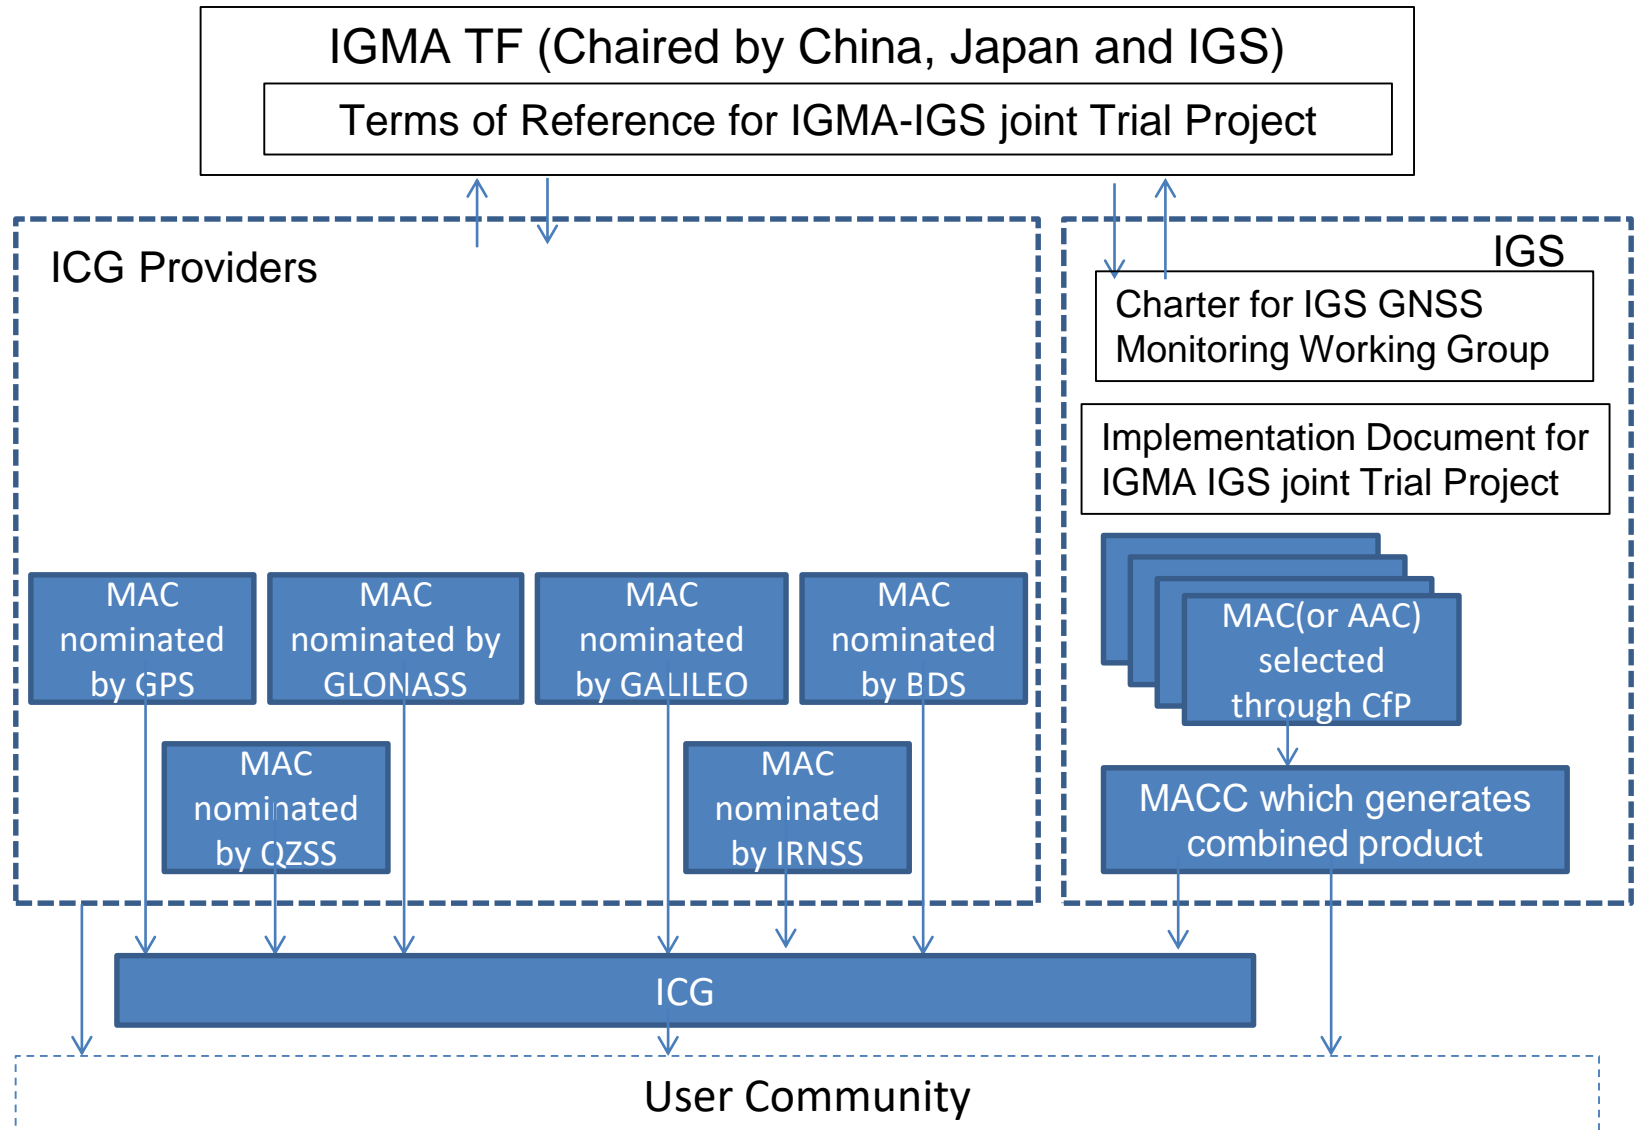 IGMA TF (Chaired by China, Japan and IGS)
Terms of Reference for IGMA-IGS joint Trial Project
ICG Providers
MAC
nominated
by GPS
MAC
nominated by
GLONASS
MAC
nominated
by GALILEO
MAC
nominated
by BDS
MAC
nominated
by QZSS
MAC
nominated
by IRNSS
IGS
Charter for IGS GNSS
Monitoring Working Group
Implementation Document for
IGMA IGS joint Trial Project
MAC(or AAC)
selected
through CfP
MACC which generates
combined product
ICG
User Community